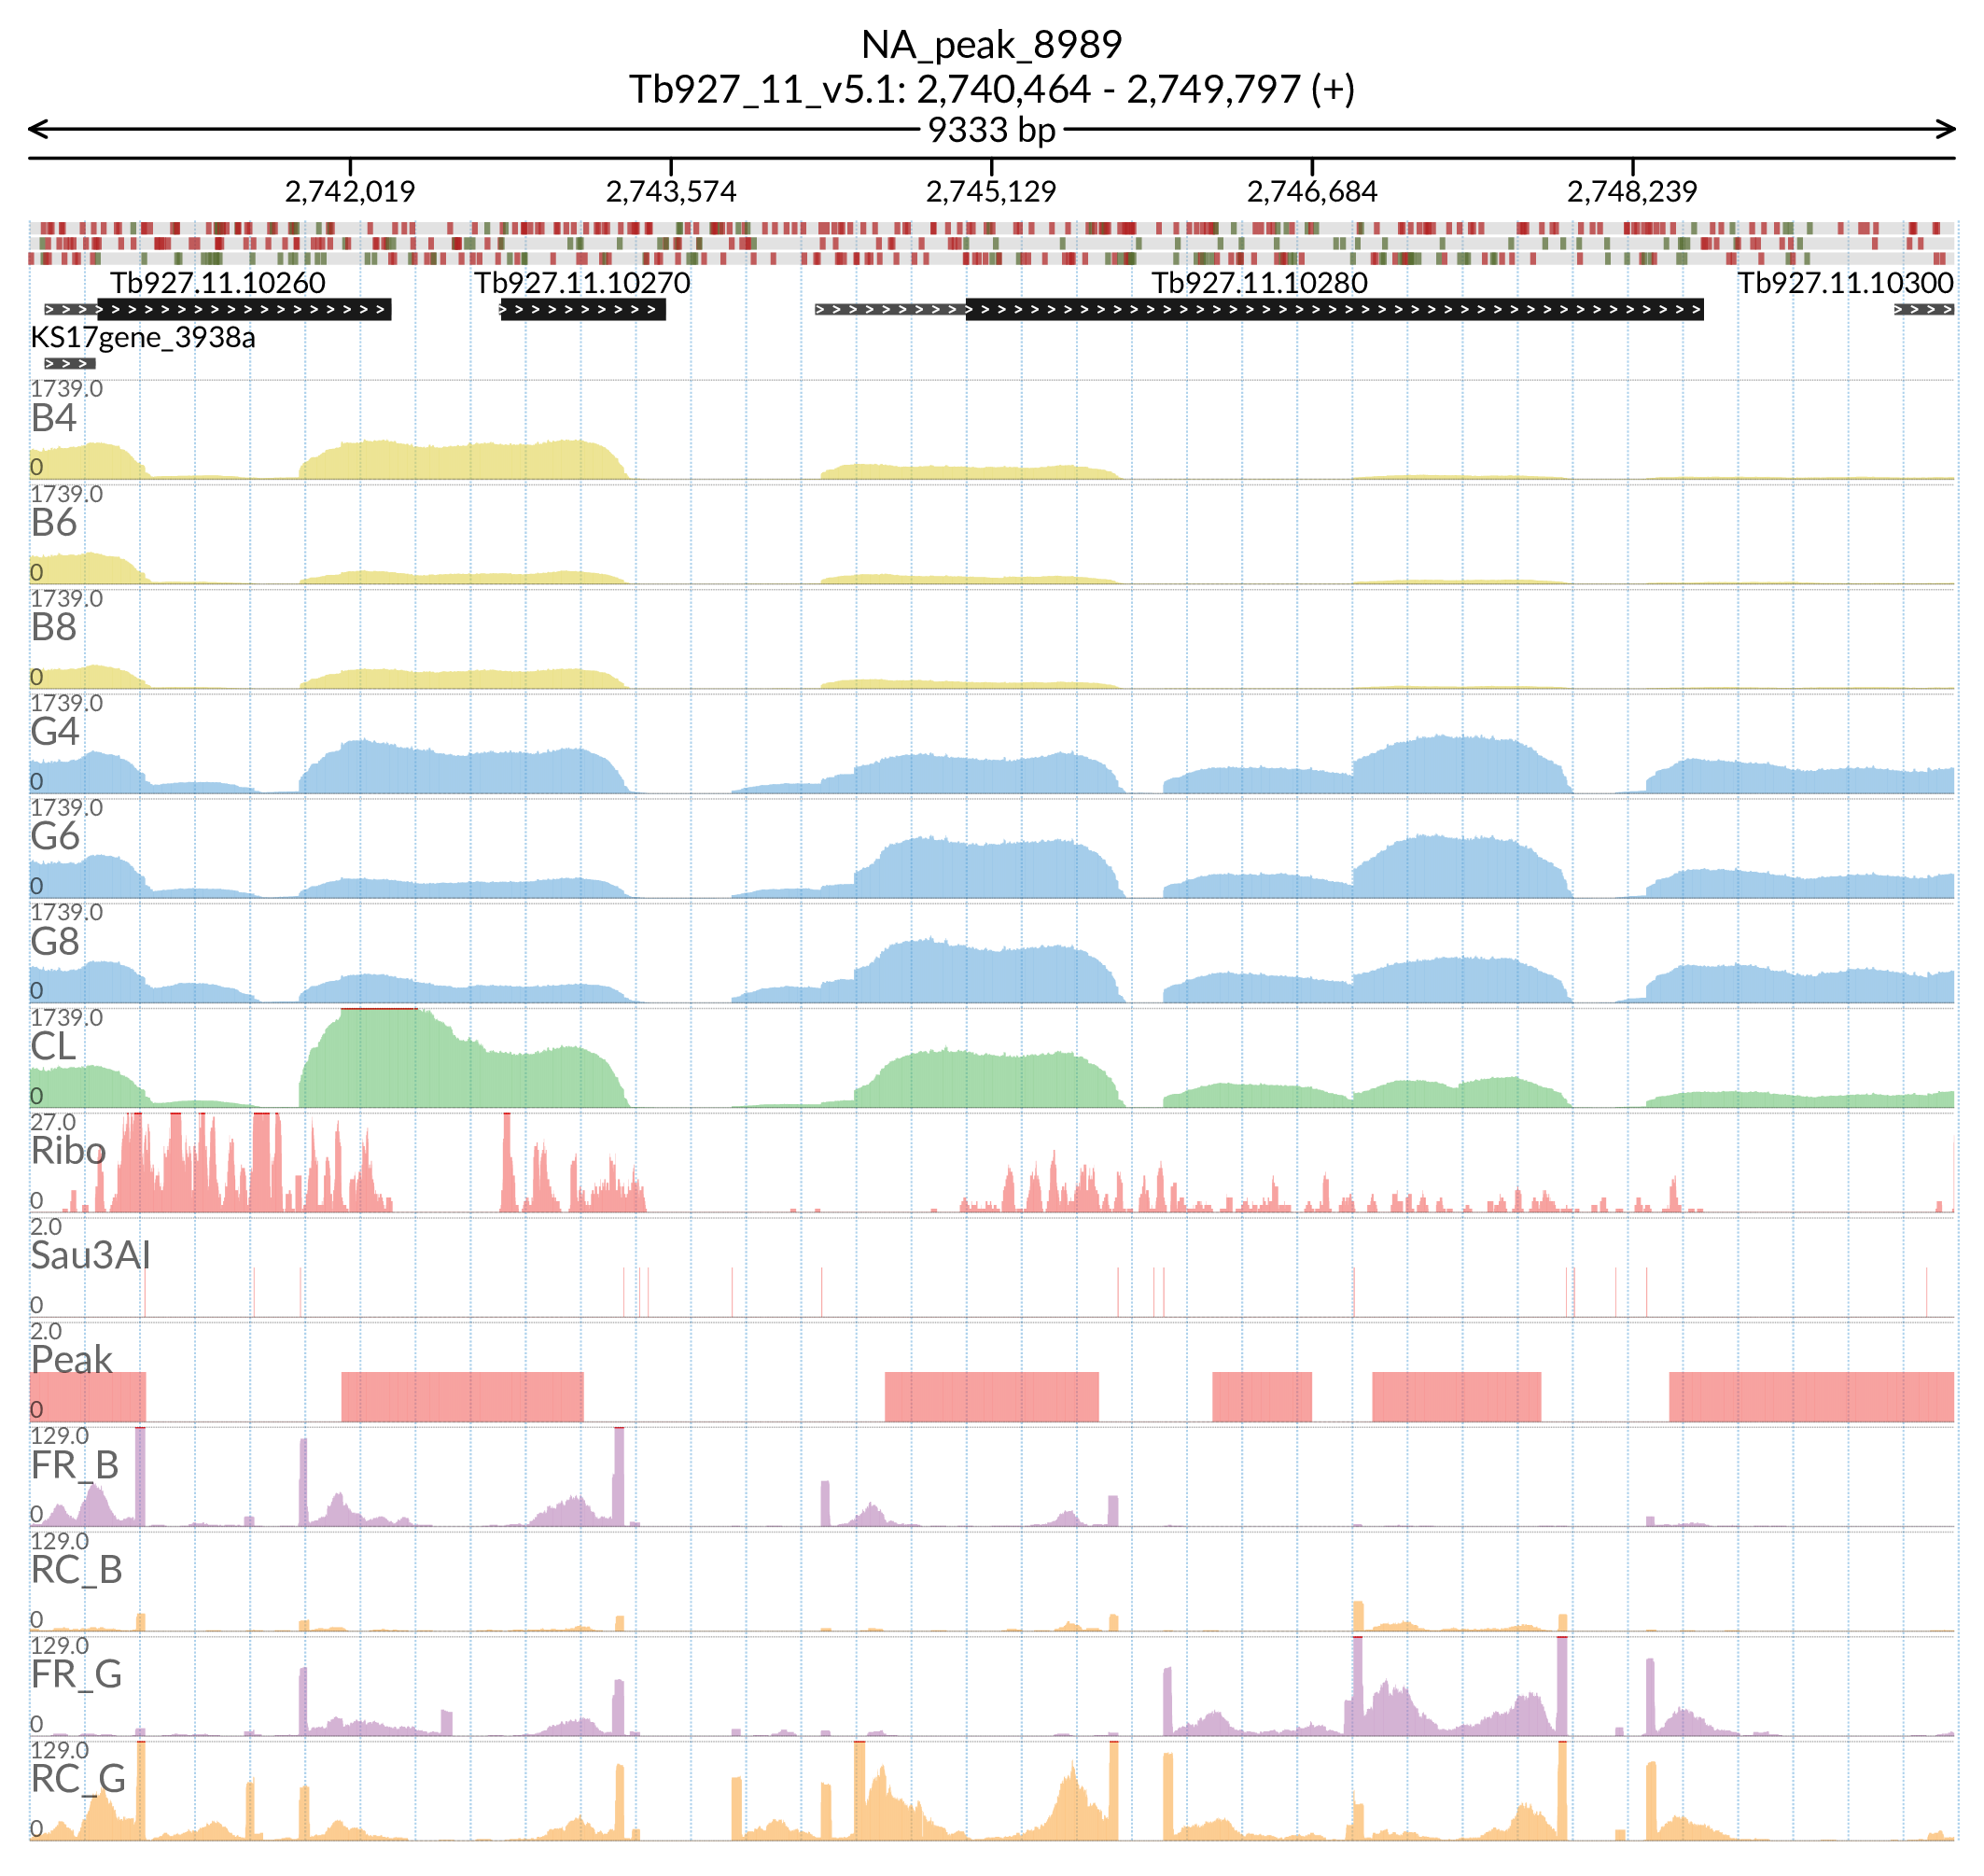 NA_peak_8989
Tb927_11_v5.1: 2,740,464 - 2,749,797 (+)
9333 bp
2,742,019 2,743,574 2,745,129 2,746,684 2,748,239
Tb927.11.10260 Tb927.11.10270 Tb927.11.10280 Tb927.11.10300
KS17gene_3938a
1739.0
B4
0
1739.0
B6
0
1739.0
B8
0
1739.0
G4
0
1739.0
G6
0
1739.0
G8
0
1739.0
CL
0
27.0
Ribo
0
2.0
Sau3AI
0
2.0
Peak
0
129.0
FR_B
0
129.0
RC_B
0
129.0
FR_G
0
129.0
RC_G
0